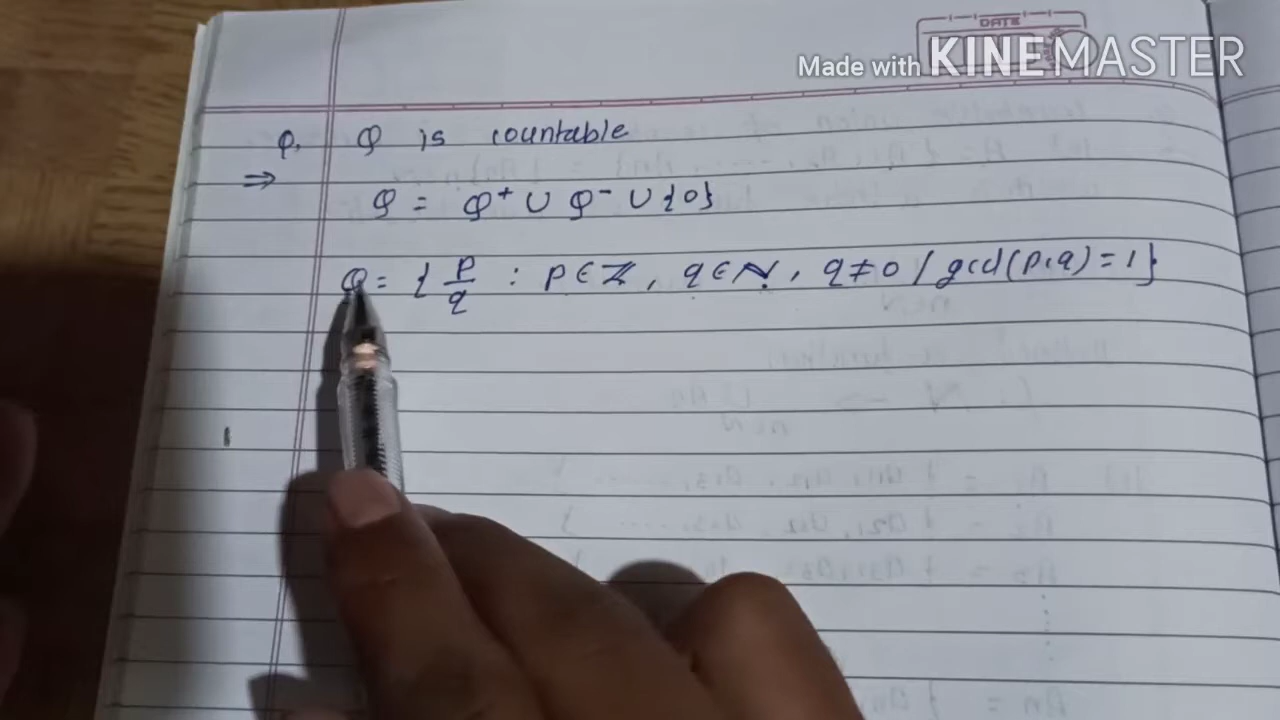 DATE
Made with KINEMASTER
Q. Q is countable
⇒
Q = Q⁺ ∪ Q⁻ ∪ {0}
Q = { p/q : p ∈ Z, q ∈ N, q ≠ 0 / gcd(p,q) = 1}